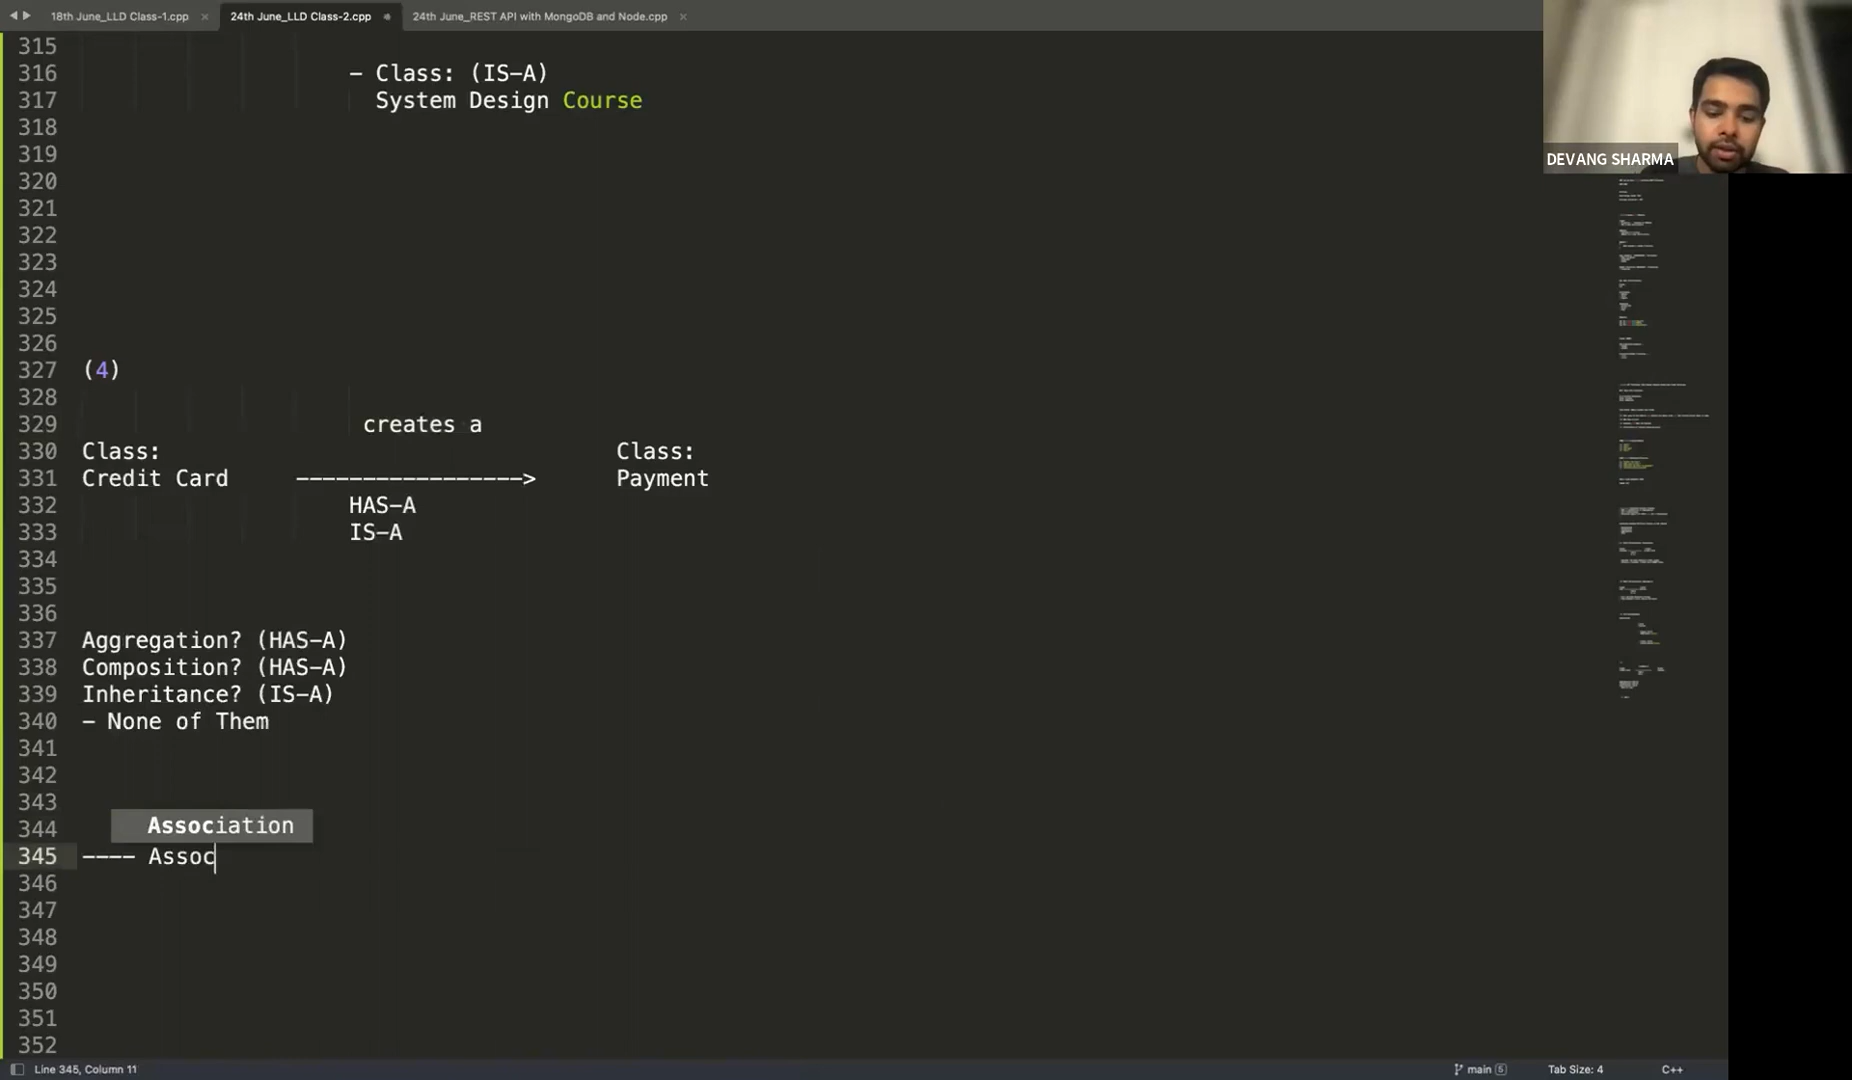 18th June_LLD Class-1.cpp
24th June_LLD Class-2.cpp
24th June_REST API with MongoDB and Node.cpp
DEVANG SHARMA
315
316 - Class: (IS-A)
317 System Design Course
318
319
320
321
322
323
324
325
326
327 (4)
328
329 creates a
330 Class: Class:
331 Credit Card -----------------> Payment
332 HAS-A
333 IS-A
334
335
336
337 Aggregation? (HAS-A)
338 Composition? (HAS-A)
339 Inheritance? (IS-A)
340 - None of Them
341
342
343
344 Association
345 ---- Assoc
346
347
348
349
350
351
352
Line 345, Column 11 main 5 Tab Size: 4 C++